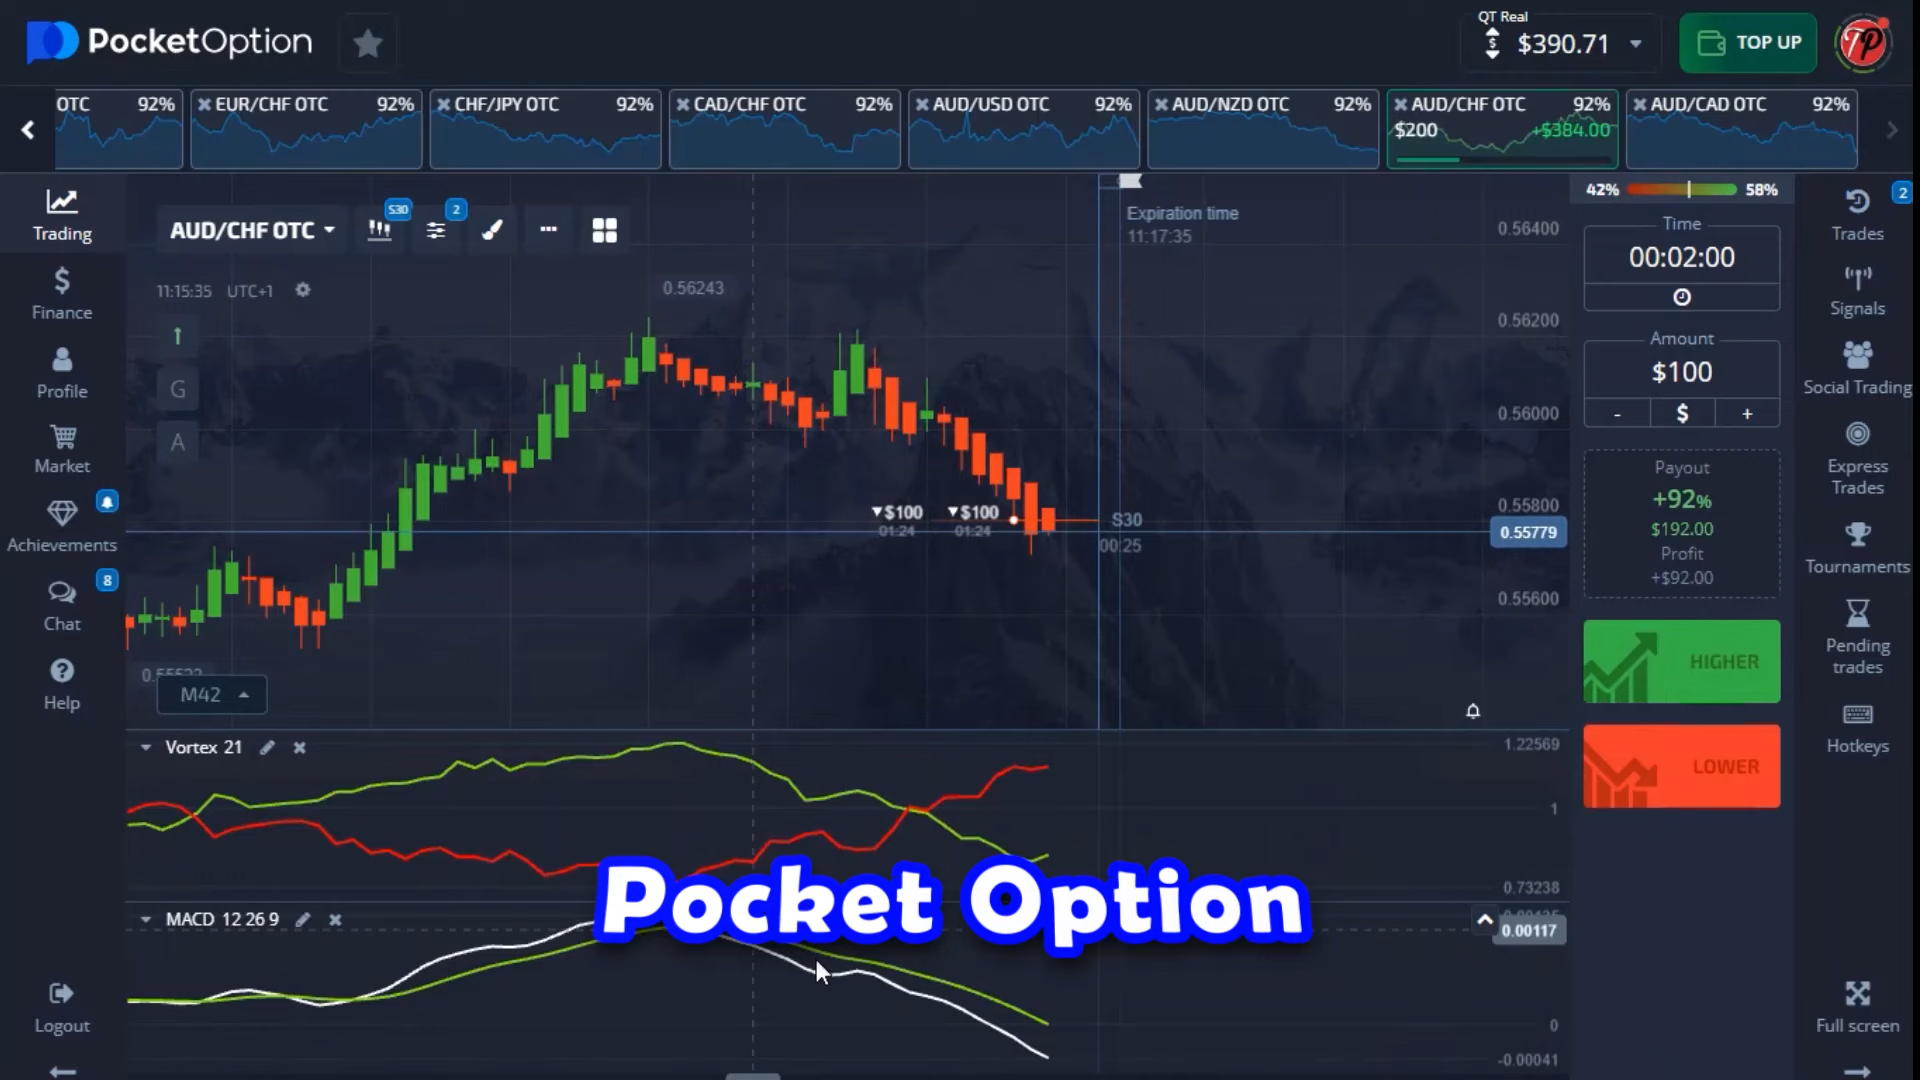 PocketOption
QT Real
$390.71
TOP UP
OTC 92%
EUR/CHF OTC 92%
CHF/JPY OTC 92%
CAD/CHF OTC 92%
AUD/USD OTC 92%
AUD/NZD OTC 92%
AUD/CHF OTC 92%
$200 +$384.00
AUD/CAD OTC 92%
Trading
Finance
Profile
Market
Achievements
8
Chat
Help
Logout
AUD/CHF OTC
S30
2
11:15:35 UTC+1
G
A
0.56243
Expiration time
11:17:35
0.56400
0.56200
0.56000
0.55800
0.55779
0.55600
$100
01:24
$100
01:24
S30
00:25
M42
Vortex 21
1.22569
1
0.73238
MACD 12 26 9
0.00117
0
-0.00041
Pocket Option
42% 58%
Time
00:02:00
Amount
$100
- $ +
Payout
+92%
$192.00
Profit
+$92.00
HIGHER
LOWER
2
Trades
Signals
Social Trading
Express
Trades
Tournaments
Pending
trades
Hotkeys
Full screen